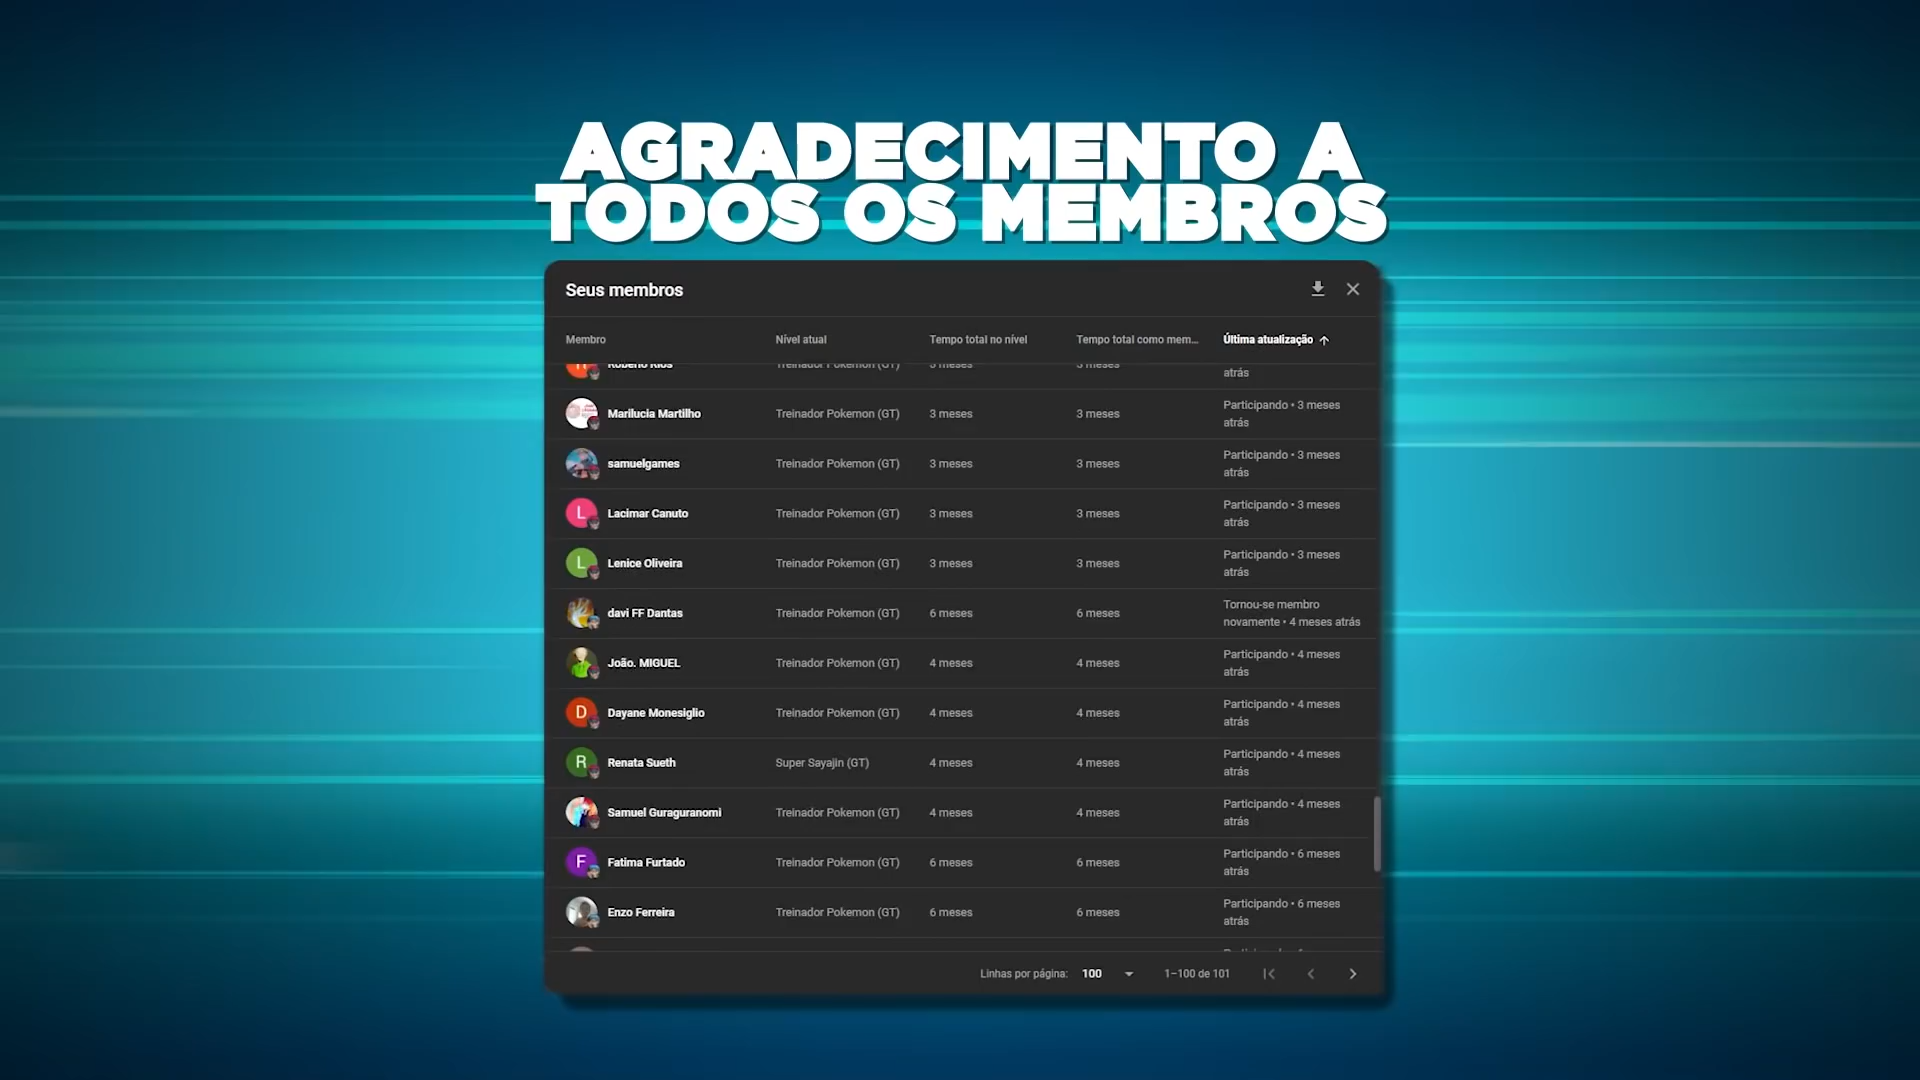 AGRADECIMENTO A
TODOS OS MEMBROS
Seus membros
Membro Nível atual Tempo total no nível Tempo total como mem... Última atualização
Roberio Rios Treinador Pokemon (GT) 3 meses 3 meses
atrás
Marilucia Martilho Treinador Pokemon (GT) 3 meses 3 meses Participando • 3 meses
atrás
samuelgames Treinador Pokemon (GT) 3 meses 3 meses Participando • 3 meses
atrás
L Lacimar Canuto Treinador Pokemon (GT) 3 meses 3 meses Participando • 3 meses
atrás
L Lenice Oliveira Treinador Pokemon (GT) 3 meses 3 meses Participando • 3 meses
atrás
davi FF Dantas Treinador Pokemon (GT) 6 meses 6 meses Tornou-se membro
novamente • 4 meses atrás
João. MIGUEL Treinador Pokemon (GT) 4 meses 4 meses Participando • 4 meses
atrás
D Dayane Monesiglio Treinador Pokemon (GT) 4 meses 4 meses Participando • 4 meses
atrás
R Renata Sueth Super Sayajin (GT) 4 meses 4 meses Participando • 4 meses
atrás
Samuel Guraguranomi Treinador Pokemon (GT) 4 meses 4 meses Participando • 4 meses
atrás
F Fatima Furtado Treinador Pokemon (GT) 6 meses 6 meses Participando • 6 meses
atrás
Enzo Ferreira Treinador Pokemon (GT) 6 meses 6 meses Participando • 6 meses
atrás
Linhas por página: 100 1–100 de 101